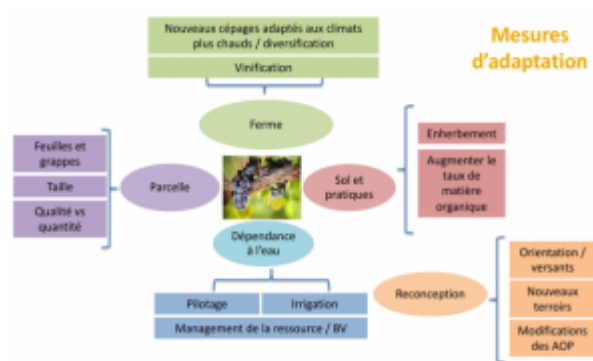 Mesures
d'adaptation
Nouveaux cépages adaptés aux climats
plus chauds / diversification
Vinification
Ferme
Feuilles et
grappes
Taille
Qualité vs
quantité
Parcelle
Sol et
pratiques
Enherbement
Augmenter le
taux de
matière
organique
Dépendance
à l'eau
Pilotage
Irrigation
Management de la ressource / BV
Reconception
Orientation /
versants
Nouveaux
terroirs
Modifications
des AOP